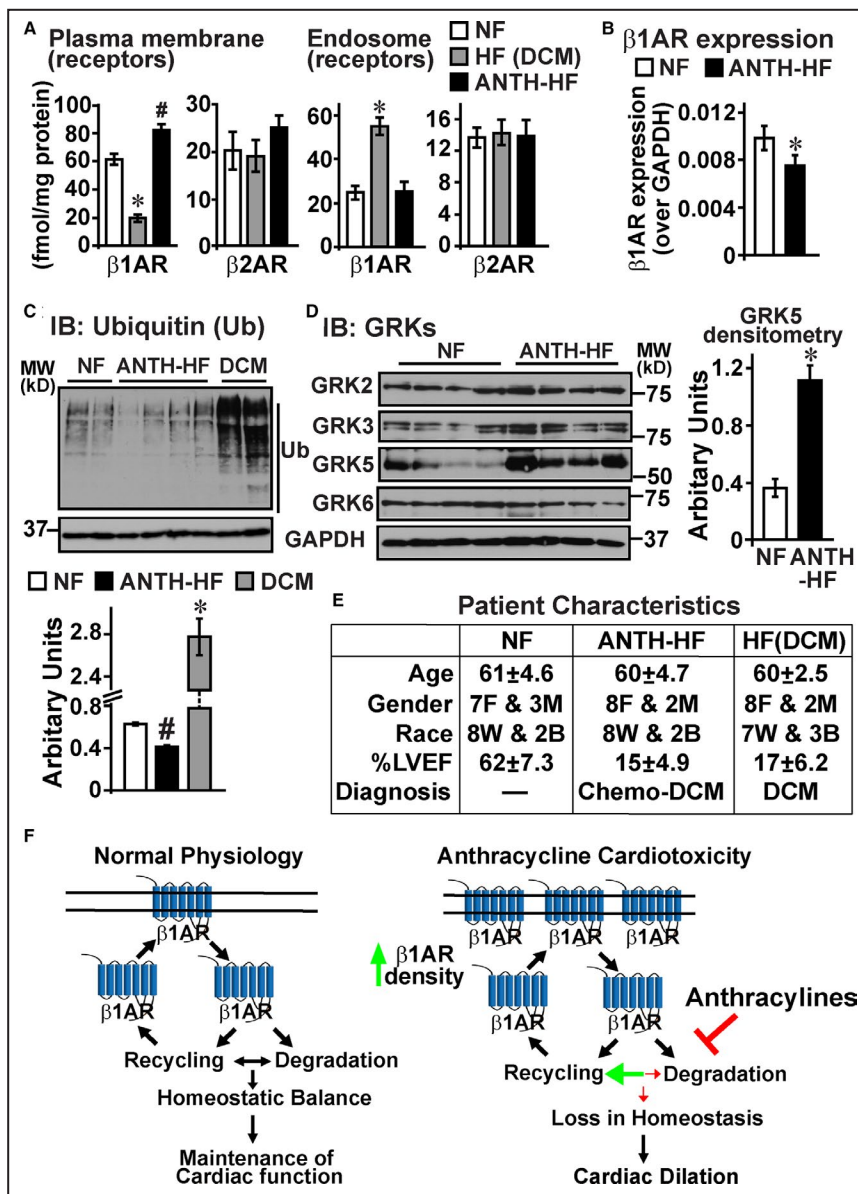 A
Plasma membrane
(receptors)
Endosome
(receptors)
NF
HF (DCM)
ANTH-HF
(fmol/mg protein)
100
80
60
40
20
0
#
*
β1AR
30
20
10
0
β2AR
80
60
40
20
0
*
β1AR
16
12
8
4
0
β2AR
B
β1AR expression
NF
ANTH-HF
β1AR expression
(over GAPDH)
0.012
0.008
0.004
0
*
C
IB: Ubiquitin (Ub)
MW
(kD)
NF ANTH-HF DCM
Ub
37
GAPDH
NF ANTH-HF DCM
Arbitary Units
2.8
2.4
0.8
0.4
0
#
*
D
IB: GRKs
NF
ANTH-HF
MW
(kD)
GRK2
75
GRK3
75
GRK5
50
GRK6
75
GAPDH
37
GRK5
densitometry
Arbitary Units
1.2
0.8
0.4
0
*
NF ANTH
-HF
E
Patient Characteristics
NF ANTH-HF HF(DCM)
Age 61±4.6 60±4.7 60±2.5
Gender 7F & 3M 8F & 2M 8F & 2M
Race 8W & 2B 8W & 2B 7W & 3B
%LVEF 62±7.3 15±4.9 17±6.2
Diagnosis — Chemo-DCM DCM
F
Normal Physiology
β1AR
β1AR
β1AR
Recycling Degradation
Homeostatic Balance
Maintenance of
Cardiac function
Anthracycline Cardiotoxicity
β1AR β1AR β1AR
β1AR
density
β1AR
β1AR
Anthracylines
Recycling Degradation
Loss in Homeostasis
Cardiac Dilation